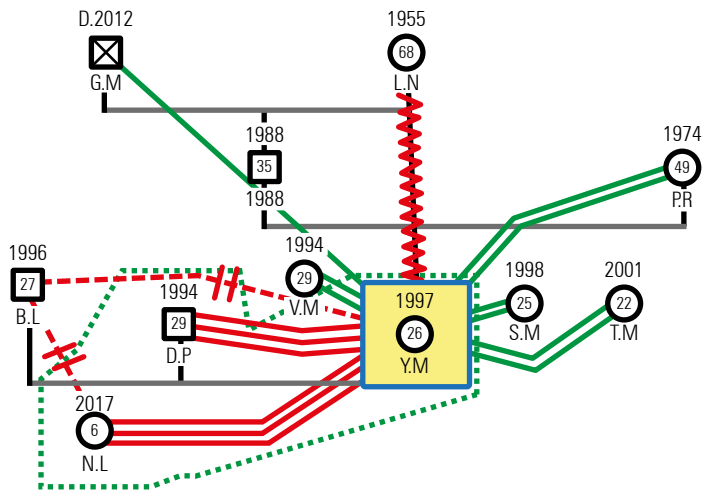 D.2012
G.M
1955
68
L.N
1988
35
1988
1974
49
P.R
1996
27
B.L
1994
29
V.M
1994
29
D.P
1997
26
Y.M
1998
25
S.M
2001
22
T.M
2017
6
N.L